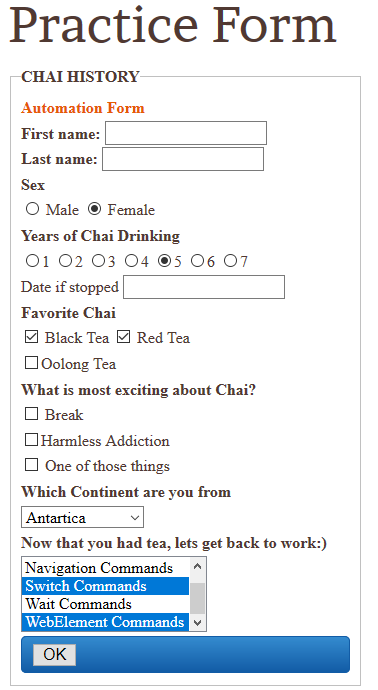 Practice Form
CHAI HISTORY
Automation Form
First name:
Last name:
Sex
Male Female
Years of Chai Drinking
1 2 3 4 5 6 7
Date if stopped
Favorite Chai
Black Tea Red Tea
Oolong Tea
What is most exciting about Chai?
Break
Harmless Addiction
One of those things
Which Continent are you from
Antartica
Now that you had tea, lets get back to work:)
Navigation Commands
Switch Commands
Wait Commands
WebElement Commands
OK